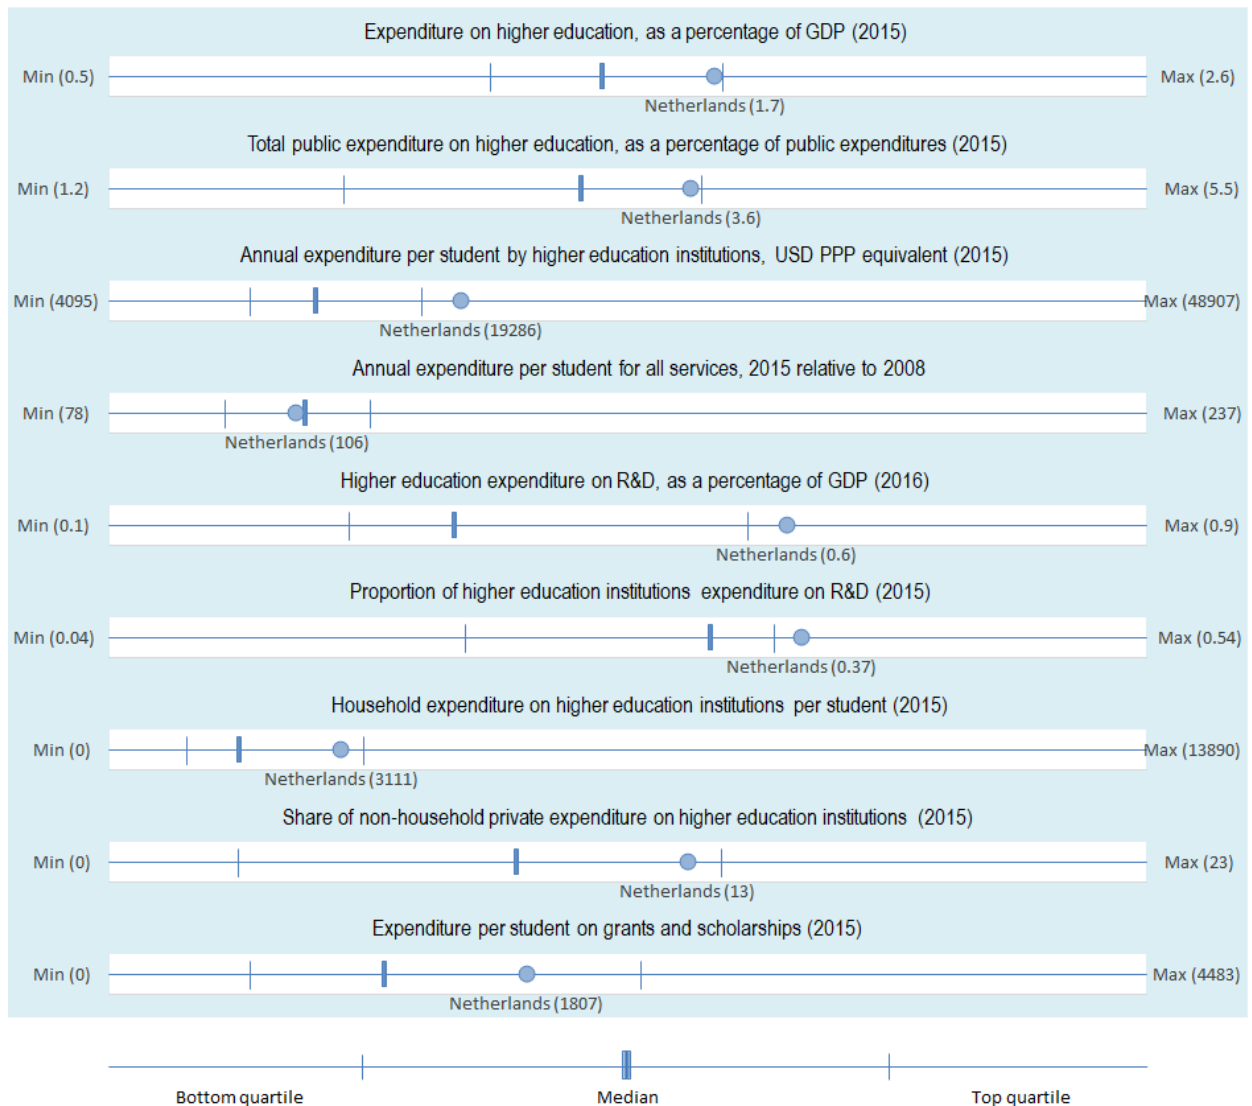 Expenditure on higher education, as a percentage of GDP (2015)
Min (0.5) Max (2.6)
Netherlands (1.7)
Total public expenditure on higher education, as a percentage of public expenditures (2015)
Min (1.2) Max (5.5)
Netherlands (3.6)
Annual expenditure per student by higher education institutions, USD PPP equivalent (2015)
Min (4095) Max (48907)
Netherlands (19286)
Annual expenditure per student for all services, 2015 relative to 2008
Min (78) Max (237)
Netherlands (106)
Higher education expenditure on R&D, as a percentage of GDP (2016)
Min (0.1) Max (0.9)
Netherlands (0.6)
Proportion of higher education institutions expenditure on R&D (2015)
Min (0.04) Max (0.54)
Netherlands (0.37)
Household expenditure on higher education institutions per student (2015)
Min (0) Max (13890)
Netherlands (3111)
Share of non-household private expenditure on higher education institutions (2015)
Min (0) Max (23)
Netherlands (13)
Expenditure per student on grants and scholarships (2015)
Min (0) Max (4483)
Netherlands (1807)
Bottom quartile Median Top quartile